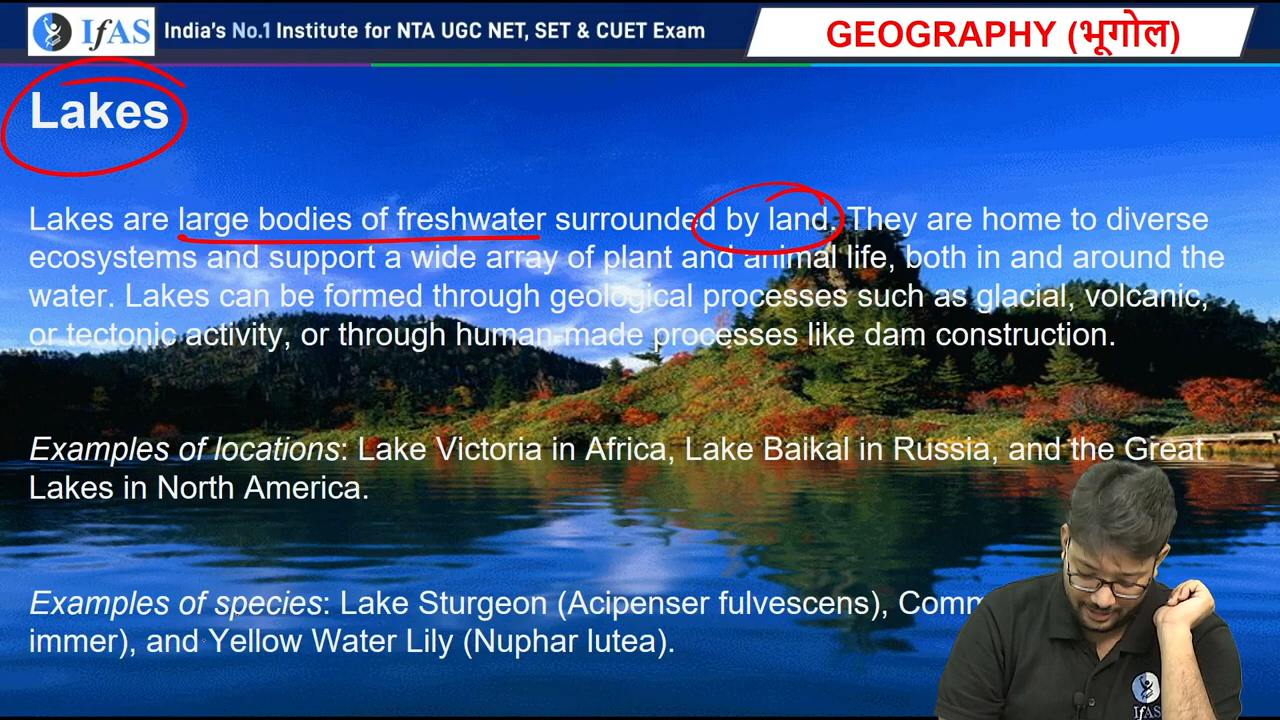 IfAS India's No.1 Institute for NTA UGC NET, SET & CUET Exam
GEOGRAPHY (भूगोल)
Lakes
Lakes are large bodies of freshwater surrounded by land. They are home to diverse
ecosystems and support a wide array of plant and animal life, both in and around the
water. Lakes can be formed through geological processes such as glacial, volcanic,
or tectonic activity, or through human-made processes like dam construction.
Examples of locations: Lake Victoria in Africa, Lake Baikal in Russia, and the Great
Lakes in North America.
Examples of species: Lake Sturgeon (Acipenser fulvescens), Comm
immer), and Yellow Water Lily (Nuphar lutea).
IfAS